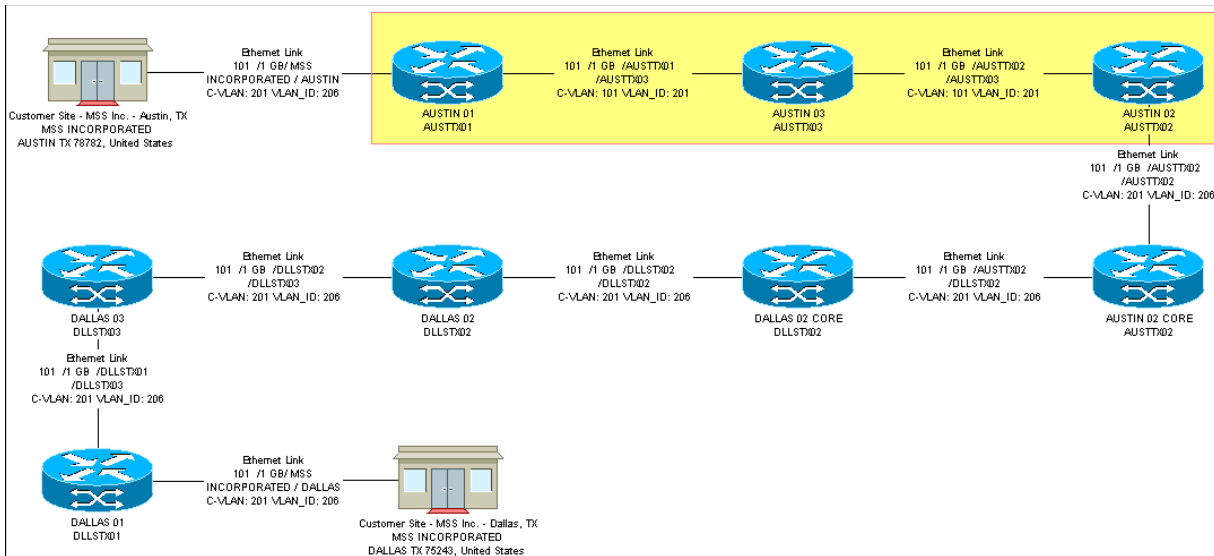 Ethernet Link
101 /1 GB/ MSS
INCORPORATED / AUSTIN
C-VLAN: 201 VLAN_ID: 206
Ethernet Link
101 /1 GB /AUSTTX01
/AUSTTX03
C-VLAN: 101 VLAN_ID: 201
Ethernet Link
101 /1 GB /AUSTTX02
/AUSTTX03
C-VLAN: 101 VLAN_ID: 201
Customer Site - MSS Inc. - Austin, TX
MSS INCORPORATED
AUSTIN TX 78782, United States
AUSTIN 01
AUSTTX01
AUSTIN 03
AUSTTX03
AUSTIN 02
AUSTTX02
Ethernet Link
101 /1 GB /AUSTTX02
/AUSTTX02
C-VLAN: 201 VLAN_ID: 206
Ethernet Link
101 /1 GB /DLLSTX02
/DLLSTX03
C-VLAN: 201 VLAN_ID: 206
Ethernet Link
101 /1 GB /DLLSTX02
/DLLSTX02
C-VLAN: 201 VLAN_ID: 206
Ethernet Link
101 /1 GB /AUSTTX02
/DLLSTX02
C-VLAN: 201 VLAN_ID: 206
DALLAS 03
DLLSTX03
DALLAS 02
DLLSTX02
DALLAS 02 CORE
DLLSTX02
AUSTIN 02 CORE
AUSTTX02
Ethernet Link
101 /1 GB /DLLSTX01
/DLLSTX03
C-VLAN: 201 VLAN_ID: 206
Ethernet Link
101 /1 GB/ MSS
INCORPORATED / DALLAS
C-VLAN: 201 VLAN_ID: 206
DALLAS 01
DLLSTX01
Customer Site - MSS Inc. - Dallas, TX
MSS INCORPORATED
DALLAS TX 75243, United States